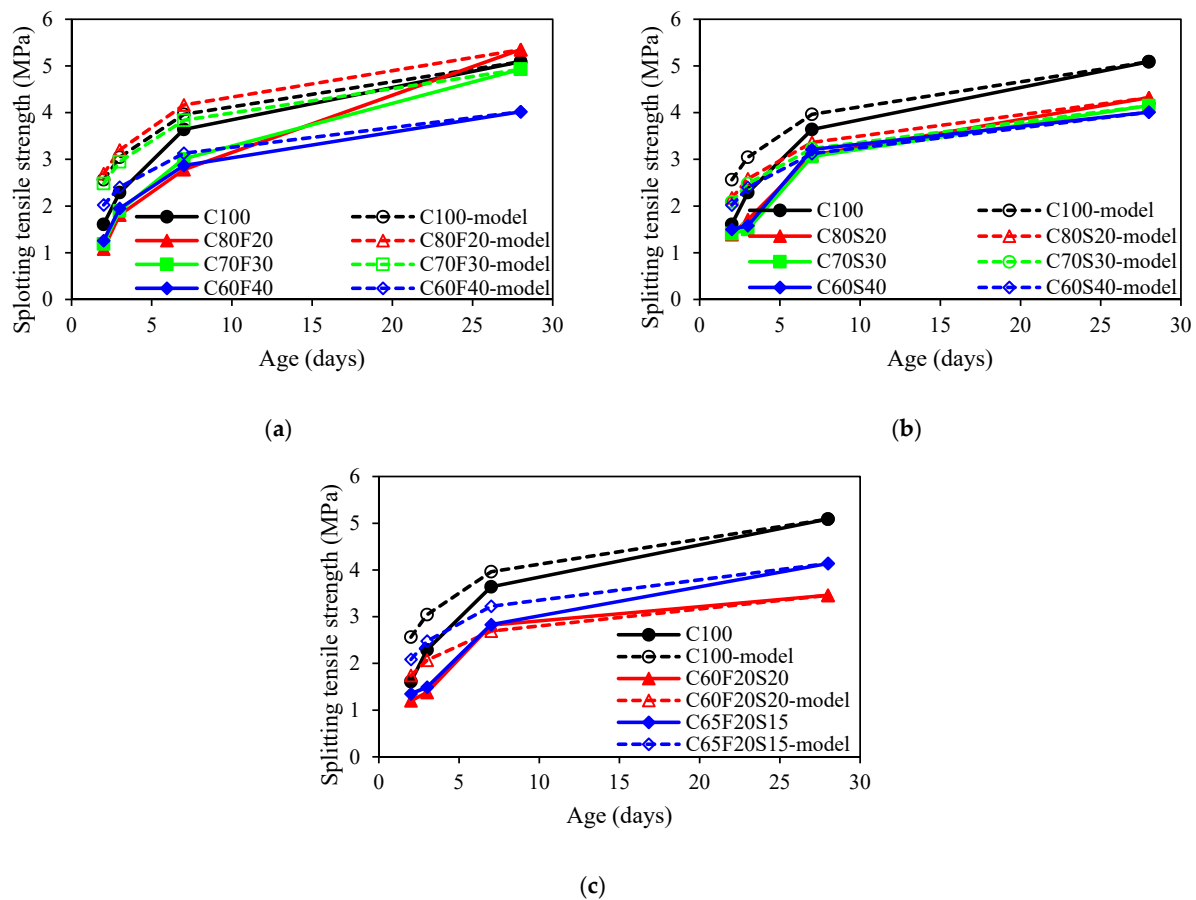 Splotting tensile strength (MPa)
6
5
4
3
2
1
0
C100
C100-model
C80F20
C80F20-model
C70F30
C70F30-model
C60F40
C60F40-model
0
5
10
15
20
25
30
Age (days)
(a)
Splitting tensile strength (MPa)
6
5
4
3
2
1
0
C100
C100-model
C80S20
C80S20-model
C70S30
C70S30-model
C60S40
C60S40-model
0
5
10
15
20
25
30
Age (days)
(b)
Splitting tensile strength (MPa)
6
5
4
3
2
1
0
C100
C100-model
C60F20S20
C60F20S20-model
C65F20S15
C65F20S15-model
0
5
10
15
20
25
30
Age (days)
(c)